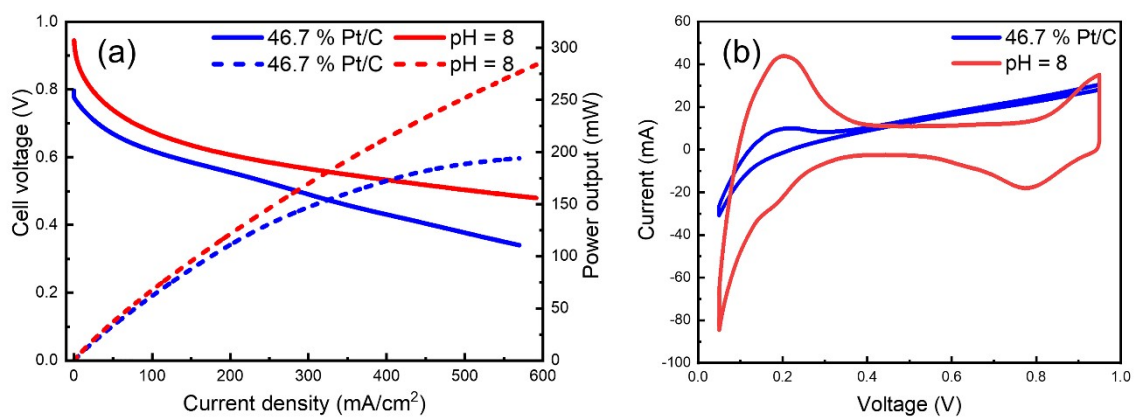 (a)
46.7 % Pt/C
pH = 8
46.7 % Pt/C
pH = 8
Cell voltage (V)
1.0
0.8
0.6
0.4
0.2
0.0
0 100 200 300 400 500 600
Current density (mA/cm²)
300
250
200
150
100
50
0
Power output (mW)
(b)
46.7 % Pt/C
pH = 8
Current (mA)
60
40
20
0
-20
-40
-60
-80
-100
0.0 0.2 0.4 0.6 0.8 1.0
Voltage (V)